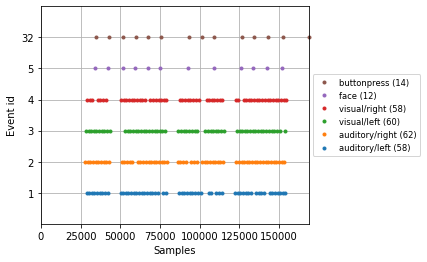 32
5
4
3
2
1
Event id
0 25000 50000 75000 100000 125000 150000
Samples
buttonpress (14)
face (12)
visual/right (58)
visual/left (60)
auditory/right (62)
auditory/left (58)